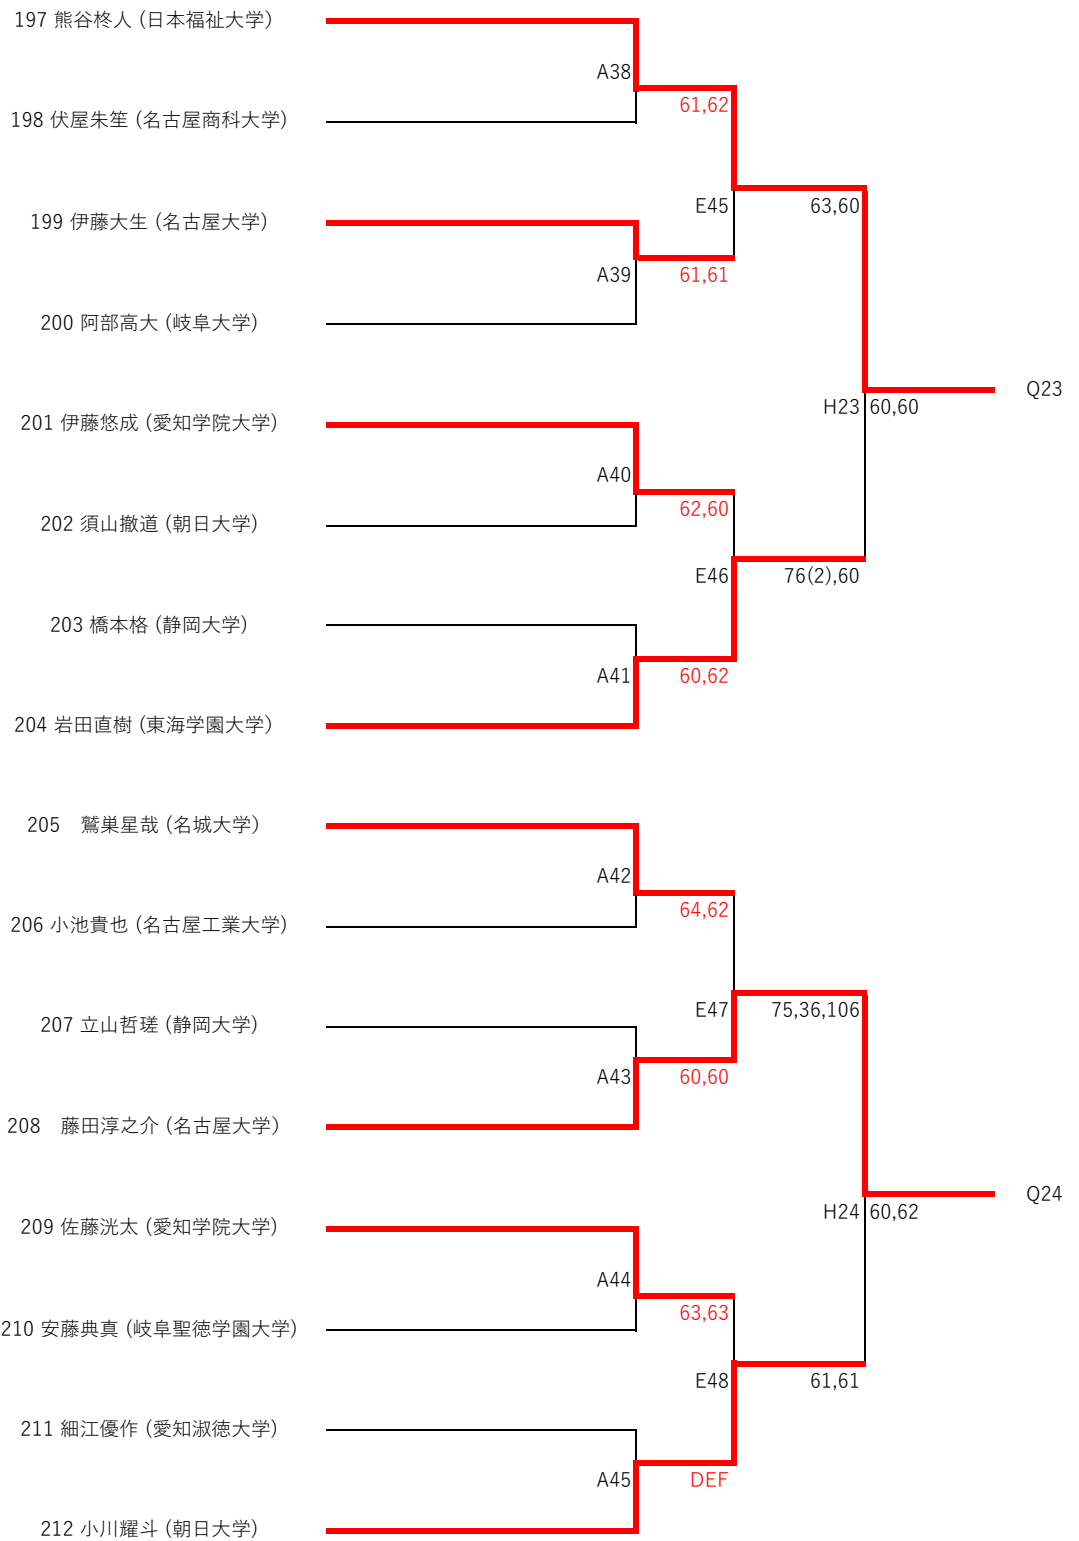 197 熊谷柊人 (日本福祉大学)
A38
61,62
198 伏屋朱笙 (名古屋商科大学)
E45
63,60
199 伊藤大生 (名古屋大学)
A39
61,61
200 阿部高大 (岐阜大学)
Q23
H23
60,60
201 伊藤悠成 (愛知学院大学)
A40
62,60
202 須山撤道 (朝日大学)
E46
76(2),60
203 橋本格 (静岡大学)
A41
60,62
204 岩田直樹 (東海学園大学)
205　鷲巣星哉 (名城大学)
A42
64,62
206 小池貴也 (名古屋工業大学)
E47
75,36,106
207 立山哲瑳 (静岡大学)
A43
60,60
208　藤田淳之介 (名古屋大学)
Q24
H24
60,62
209 佐藤洸太 (愛知学院大学)
A44
63,63
210 安藤典真 (岐阜聖徳学園大学)
E48
61,61
211 細江優作 (愛知淑徳大学)
A45
DEF
212 小川耀斗 (朝日大学)